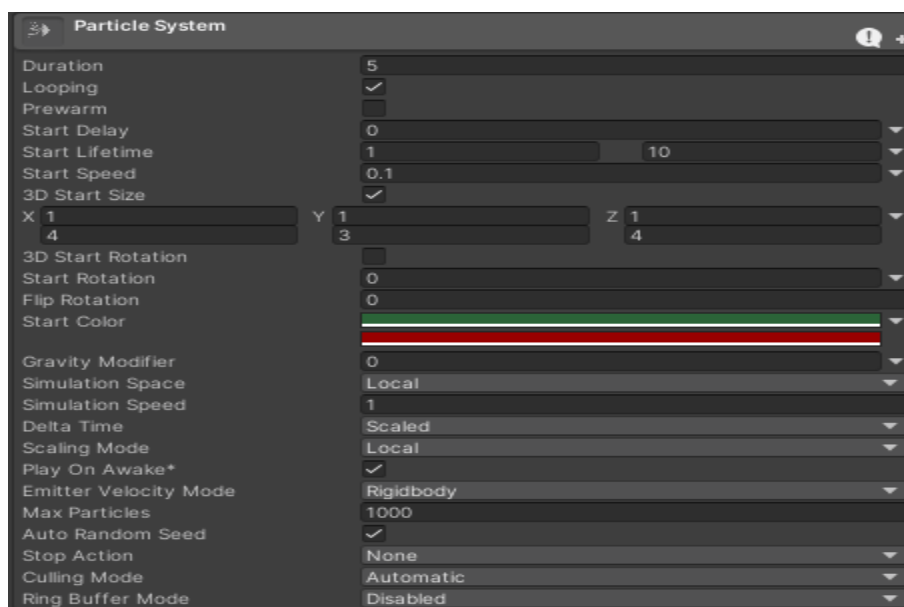 Particle System
Duration 5
Looping
Prewarm
Start Delay 0
Start Lifetime 1 10
Start Speed 0.1
3D Start Size
X 1 Y 1 Z 1
4 3 4
3D Start Rotation
Start Rotation 0
Flip Rotation 0
Start Color
Gravity Modifier 0
Simulation Space Local
Simulation Speed 1
Delta Time Scaled
Scaling Mode Local
Play On Awake*
Emitter Velocity Mode Rigidbody
Max Particles 1000
Auto Random Seed
Stop Action None
Culling Mode Automatic
Ring Buffer Mode Disabled